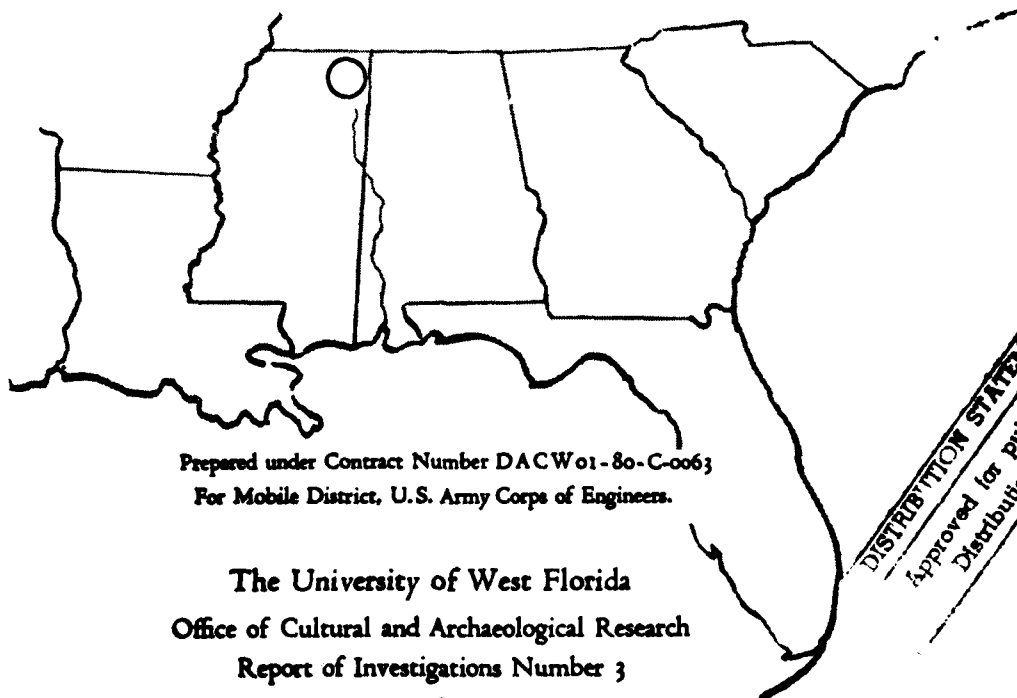 Prepared under Contract Number DACW01-80-C-0063
For Mobile District, U.S. Army Corps of Engineers.
The University of West Florida
Office of Cultural and Archaeological Research
Report of Investigations Number 3
DISTRIBUTION
Approved for